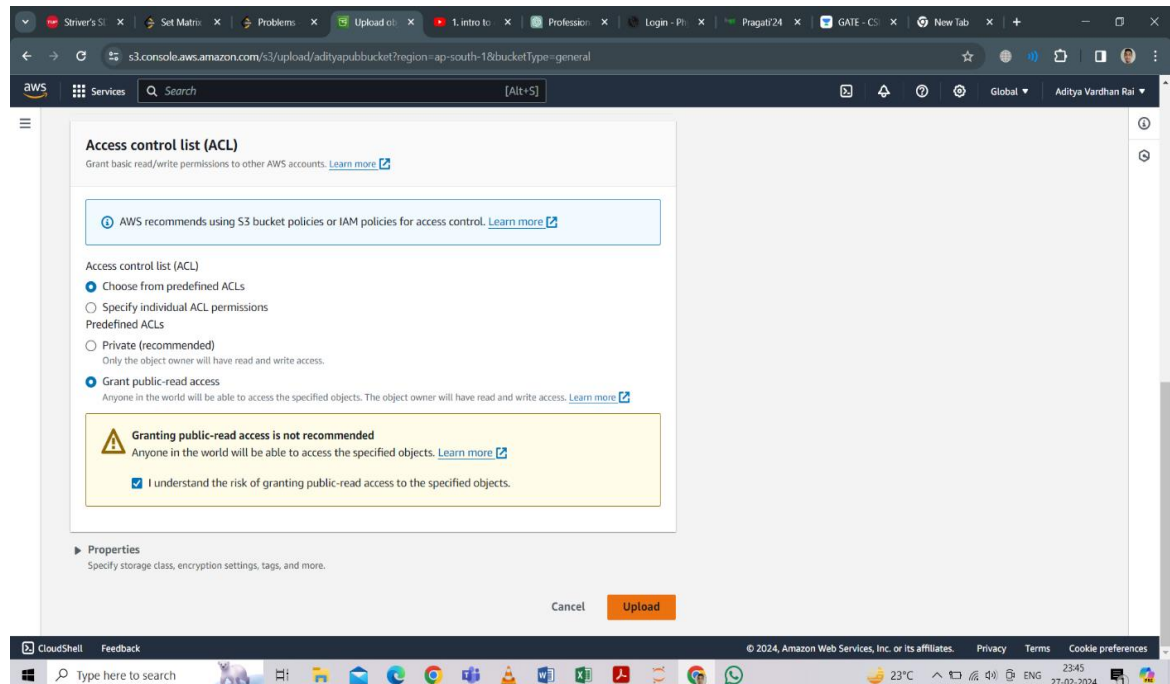 Striver's S
Set Matri
Problems -
Upload ob
1. intro to
Profession
Login - Ph
Pragati'24
GATE - CS
New Tab
s3.console.aws.amazon.com/s3/upload/adityapubbucket?region=ap-south-1&bucketType=general
aws
Services
Search
[Alt+S]
Global
Aditya Vardhan Rai
Access control list (ACL)
Grant basic read/write permissions to other AWS accounts. Learn more
AWS recommends using S3 bucket policies or IAM policies for access control. Learn more
Access control list (ACL)
Choose from predefined ACLs
Specify individual ACL permissions
Predefined ACLs
Private (recommended)
Only the object owner will have read and write access.
Grant public-read access
Anyone in the world will be able to access the specified objects. The object owner will have read and write access. Learn more
Granting public-read access is not recommended
Anyone in the world will be able to access the specified objects. Learn more
I understand the risk of granting public-read access to the specified objects.
Properties
Specify storage class, encryption settings, tags, and more.
Cancel
Upload
CloudShell
Feedback
© 2024, Amazon Web Services, Inc. or its affiliates.
Privacy
Terms
Cookie preferences
Type here to search
23°C
ENG
23:45
27-02-2024